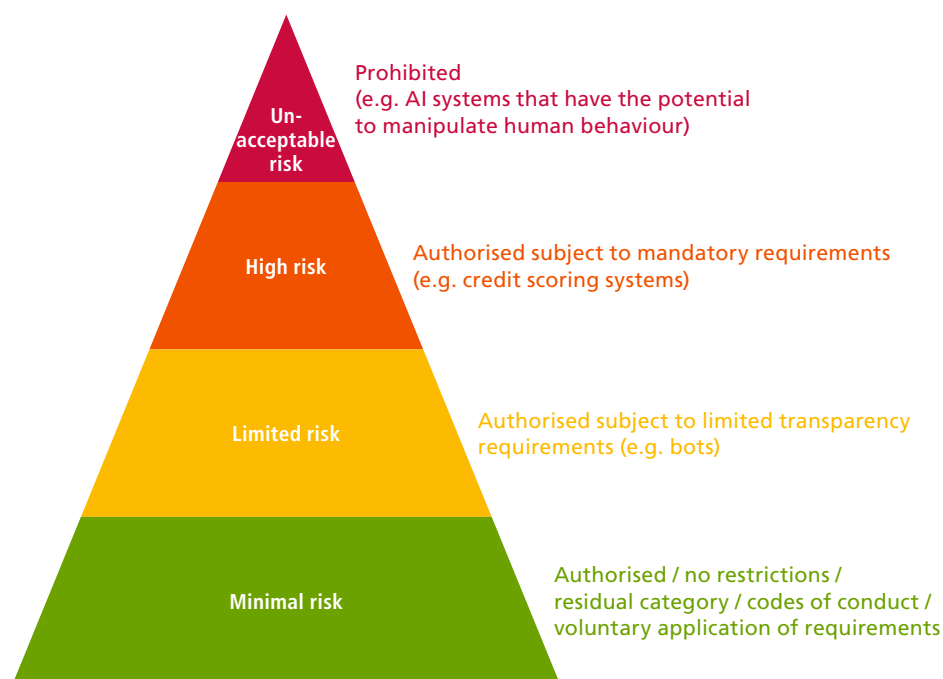 Un-
acceptable
risk
Prohibited
(e.g. AI systems that have the potential
to manipulate human behaviour)
High risk
Authorised subject to mandatory requirements
(e.g. credit scoring systems)
Limited risk
Authorised subject to limited transparency
requirements (e.g. bots)
Minimal risk
Authorised / no restrictions /
residual category / codes of conduct /
voluntary application of requirements